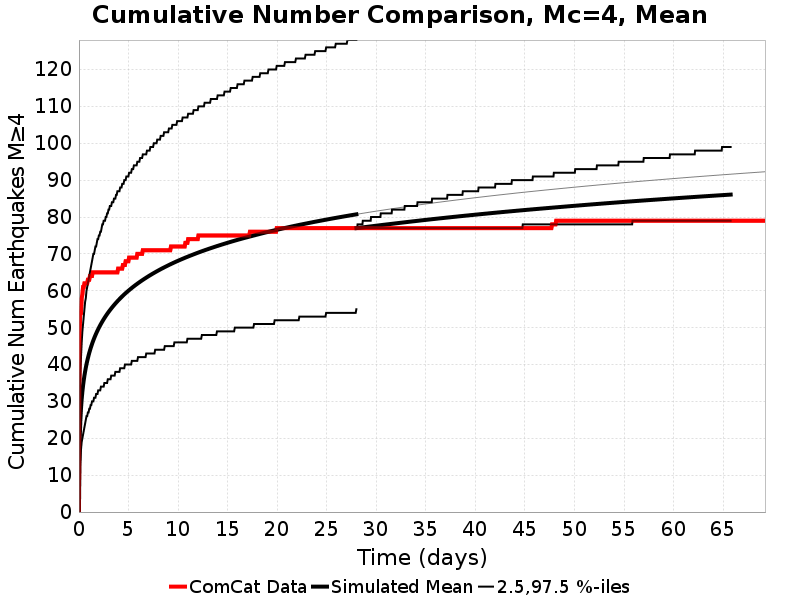 Cumulative Number Comparison, Mc=4, Mean
Cumulative Num Earthquakes M≥4
120
110
100
90
80
70
60
50
40
30
20
10
0
0 5 10 15 20 25 30 35 40 45 50 55 60 65
Time (days)
ComCat Data Simulated Mean 2.5,97.5 %-iles